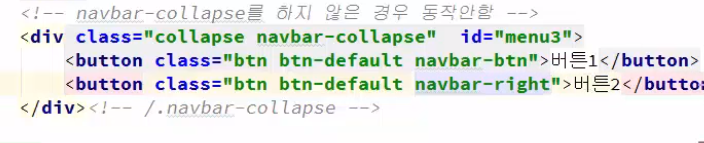 <!-- navbar-collapse를 하지 않은 경우 동작안함 -->
<div class="collapse navbar-collapse"  id="menu3">
<button class="btn btn-default navbar-btn">버튼1</button>
<button class="btn btn-default navbar-right">버튼2</butto
</div><!-- /.navbar-collapse -->